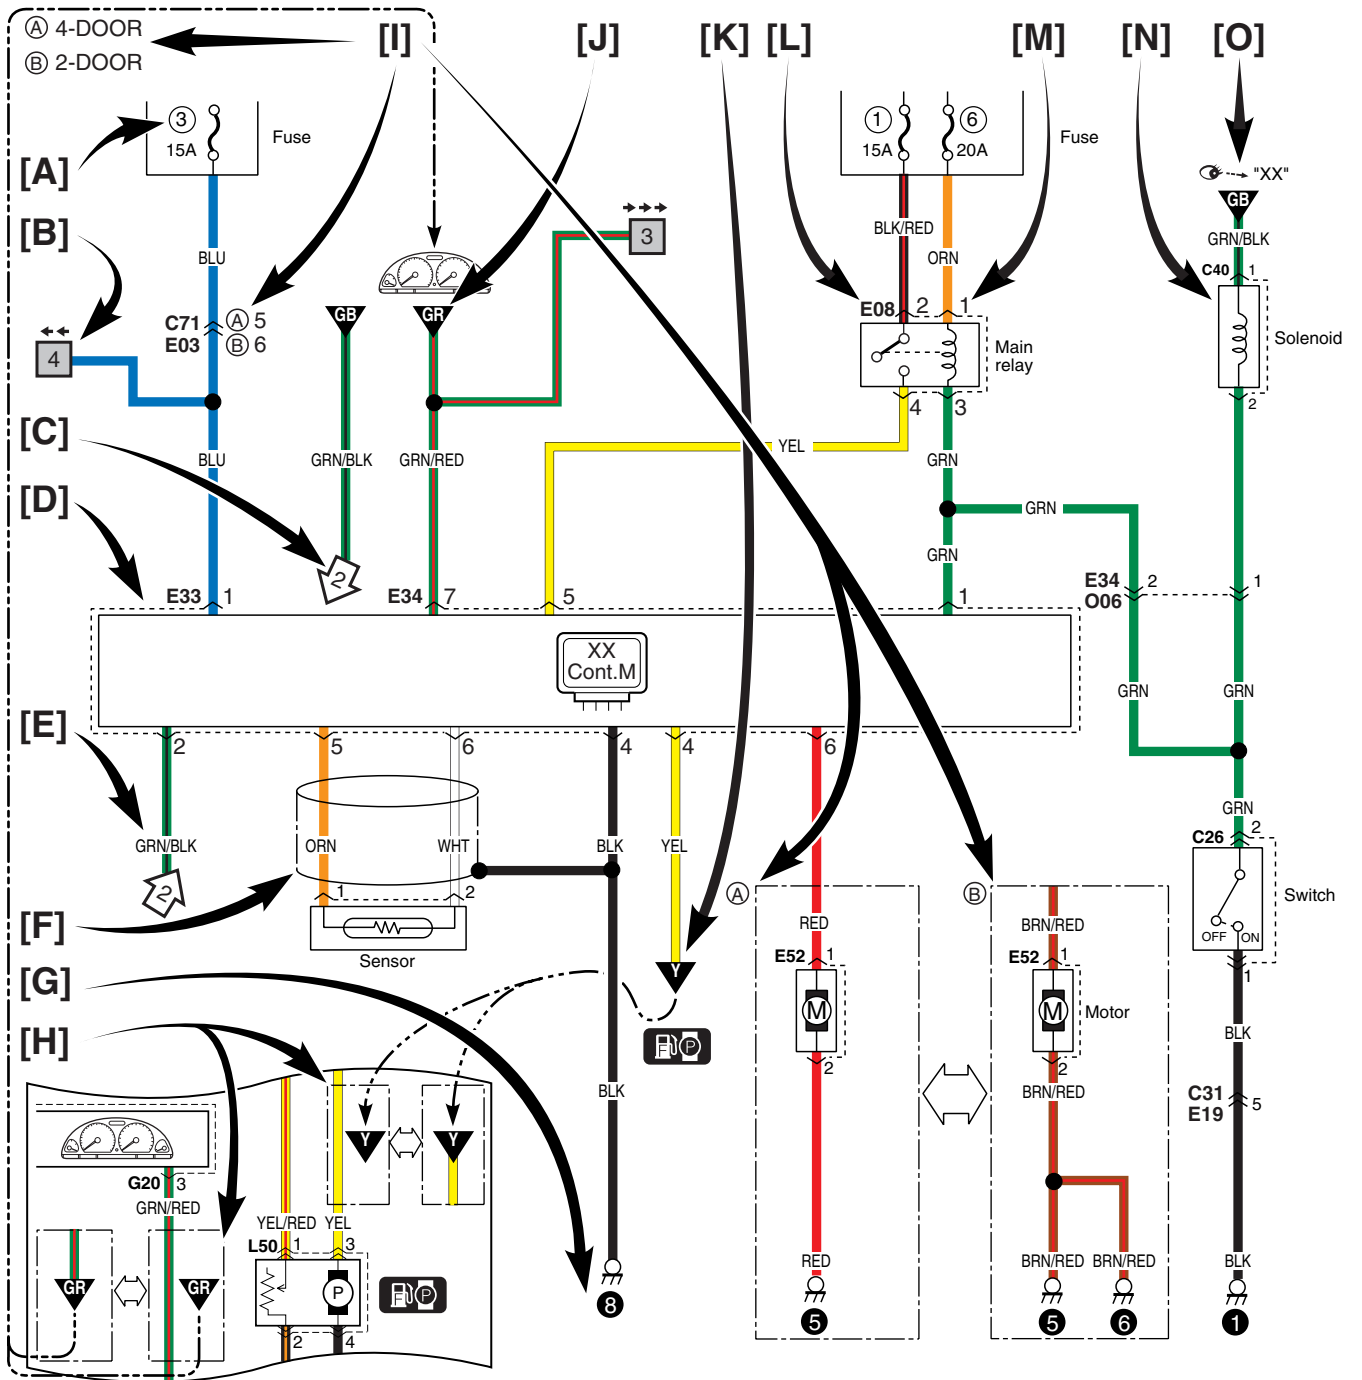 Ⓐ 4-DOOR
Ⓑ 2-DOOR
[I] [J] [K] [L] [M] [N] [O]
③ 15A Fuse
① 15A ⑥ 20A Fuse
[A]
"XX"
GB
[B]
BLU
3
BLK/RED
ORN
GRN/BLK
C40 1
GB GR
E08 2 1
C71 Ⓐ 5
E03 Ⓑ 6
4
Main
relay
Solenoid
4 3
2
[C]
BLU
GRN/BLK
GRN/RED
YEL
GRN
[D]
GRN
GRN
2
E34 2 1
O06
E33 1
E34 7
5
1
XX
Cont.M
GRN
GRN
[E]
2 5 6 4 4 6
GRN
C26 2
GRN/BLK
ORN
WHT
BLK
YEL
2
1 2
Ⓐ
Ⓑ
Switch
OFF ON
1
[F]
Sensor
RED
BRN/RED
E52 1
E52 1
Y
[G]
M
M Motor
[H]
F P
2
2
BLK
BLK
BRN/RED
C31
E19 5
Y Y
G20 3
GRN/RED
YEL/RED
YEL
L50 1 3
RED
BRN/RED
BRN/RED
BLK
GR GR
P
F P
2 4
8
5
5
6
1